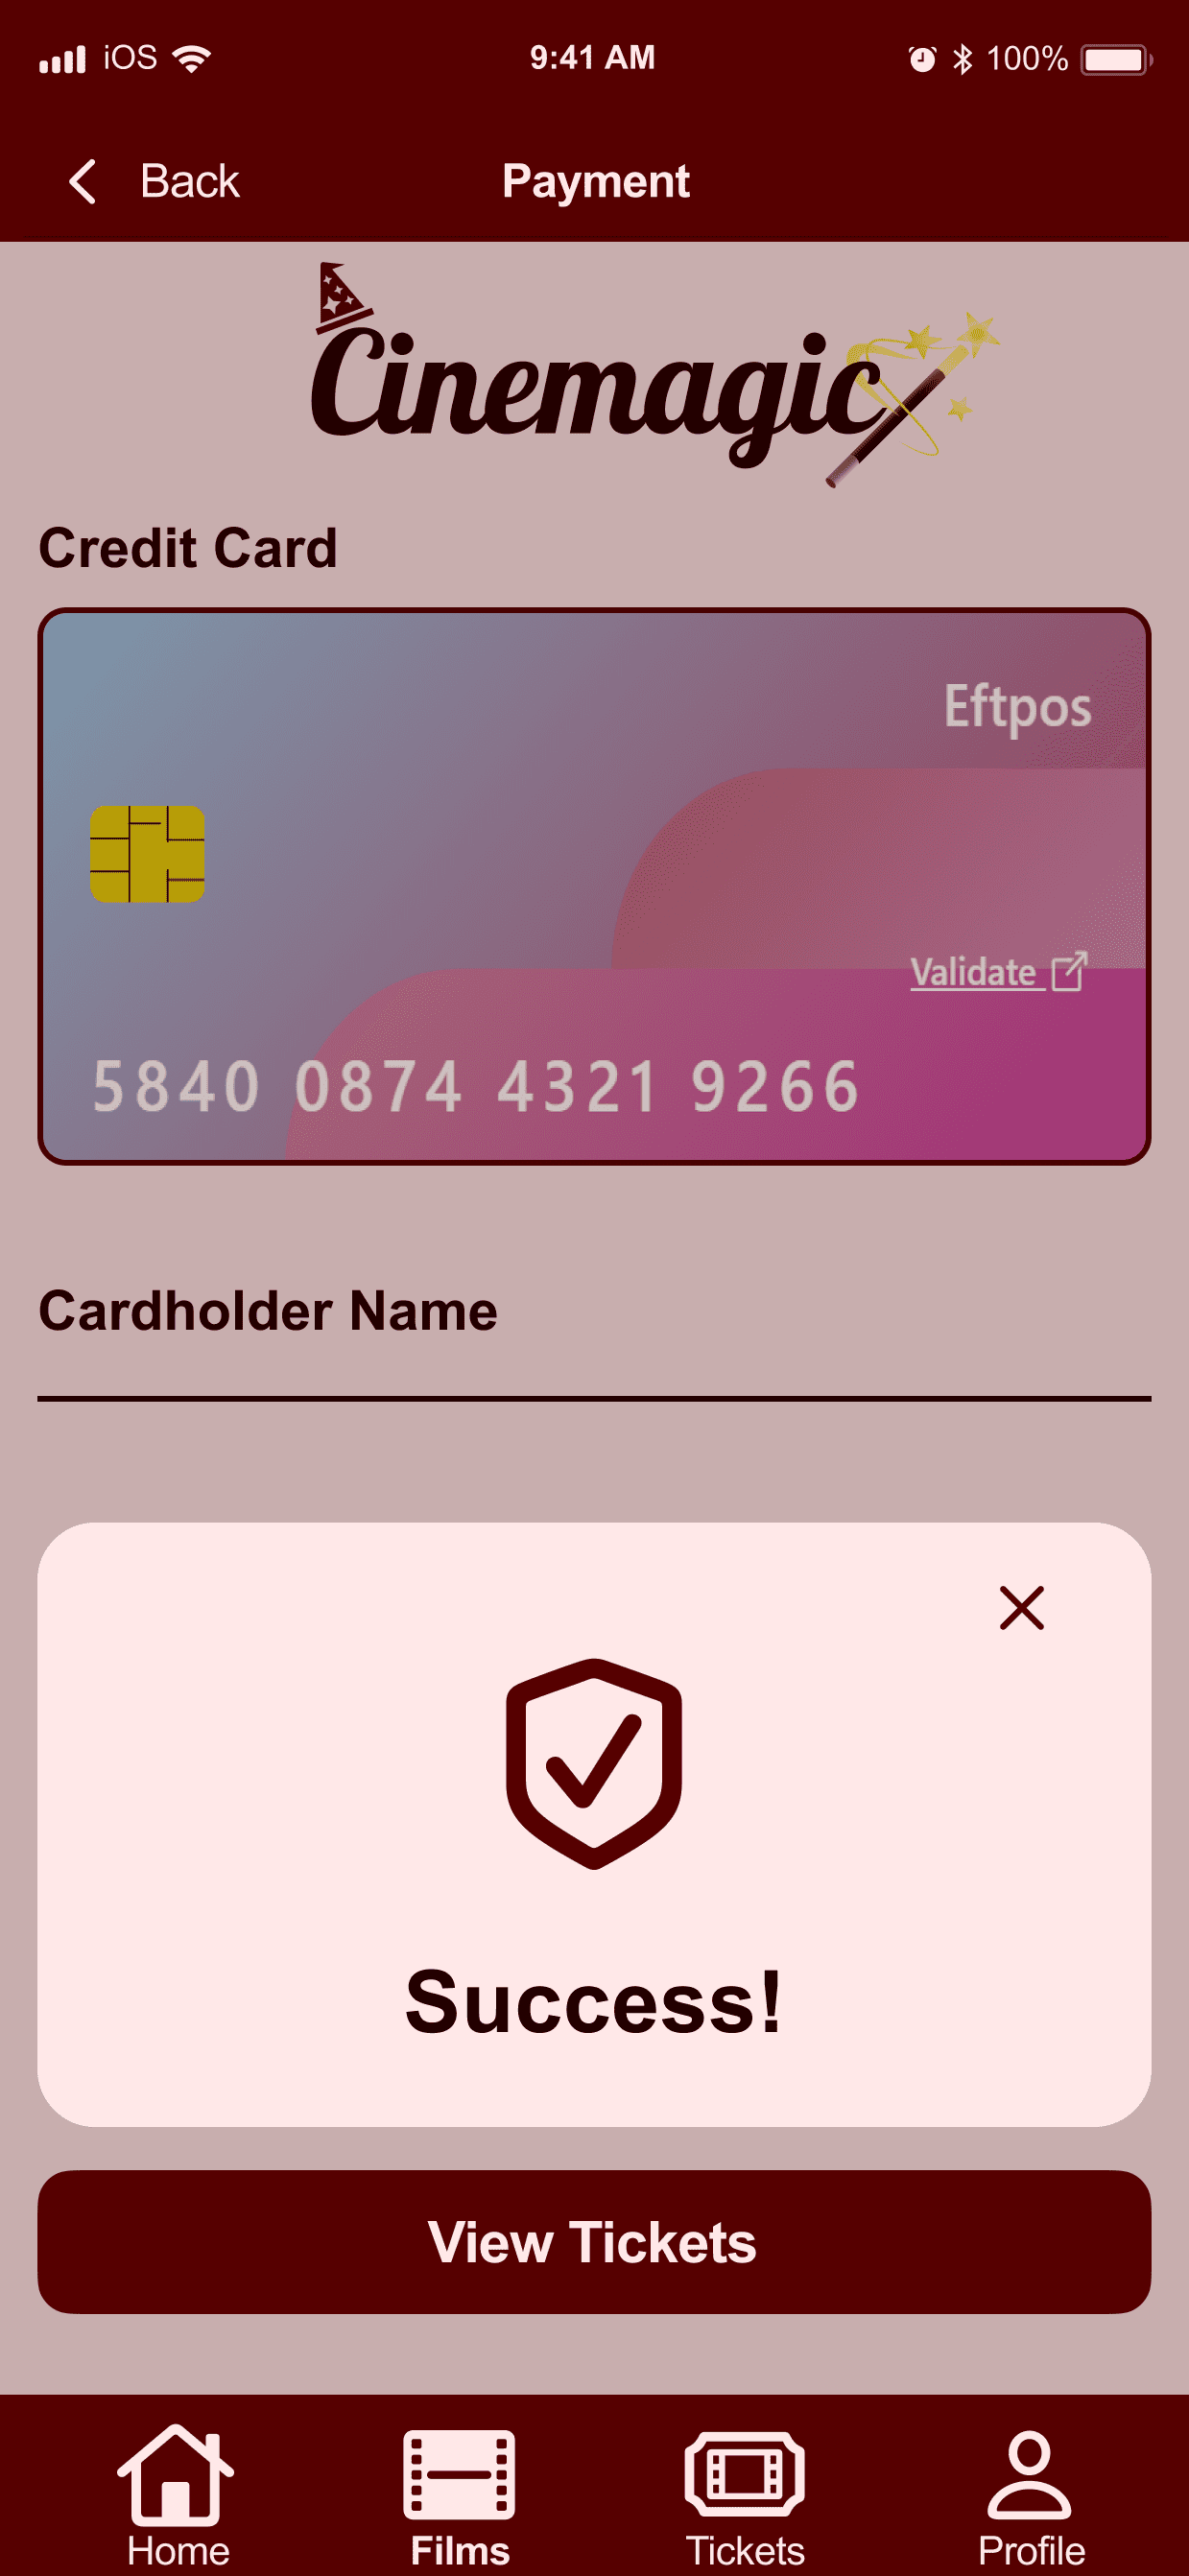 iOS 9:41 AM 100%
Back Payment
Cinemagic
Credit Card
Eftpos
Validate
5840 0874 4321 9266
Cardholder Name
Success!
View Tickets
Home Films Tickets Profile